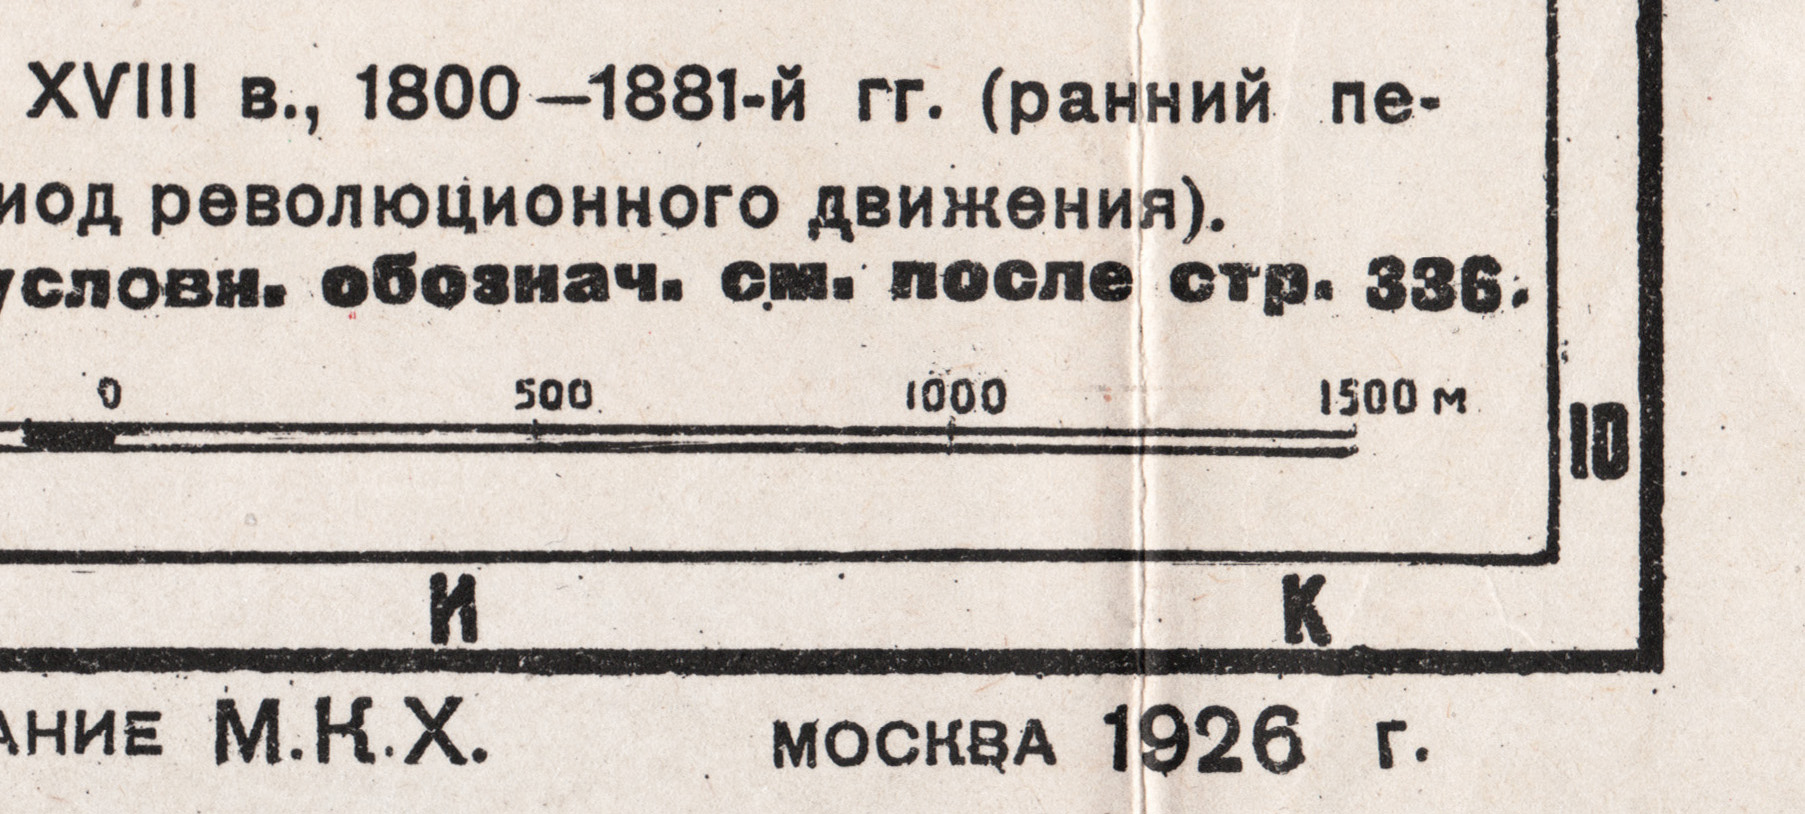 XVIII в., 1800—1881-й гг. (ранний пе-
иод революционного движения).
условн. обознач. см. после стр. 336.
0 500 1000 1500 м
10
И К
АНИЕ М.К.Х. МОСКВА 1926 г.